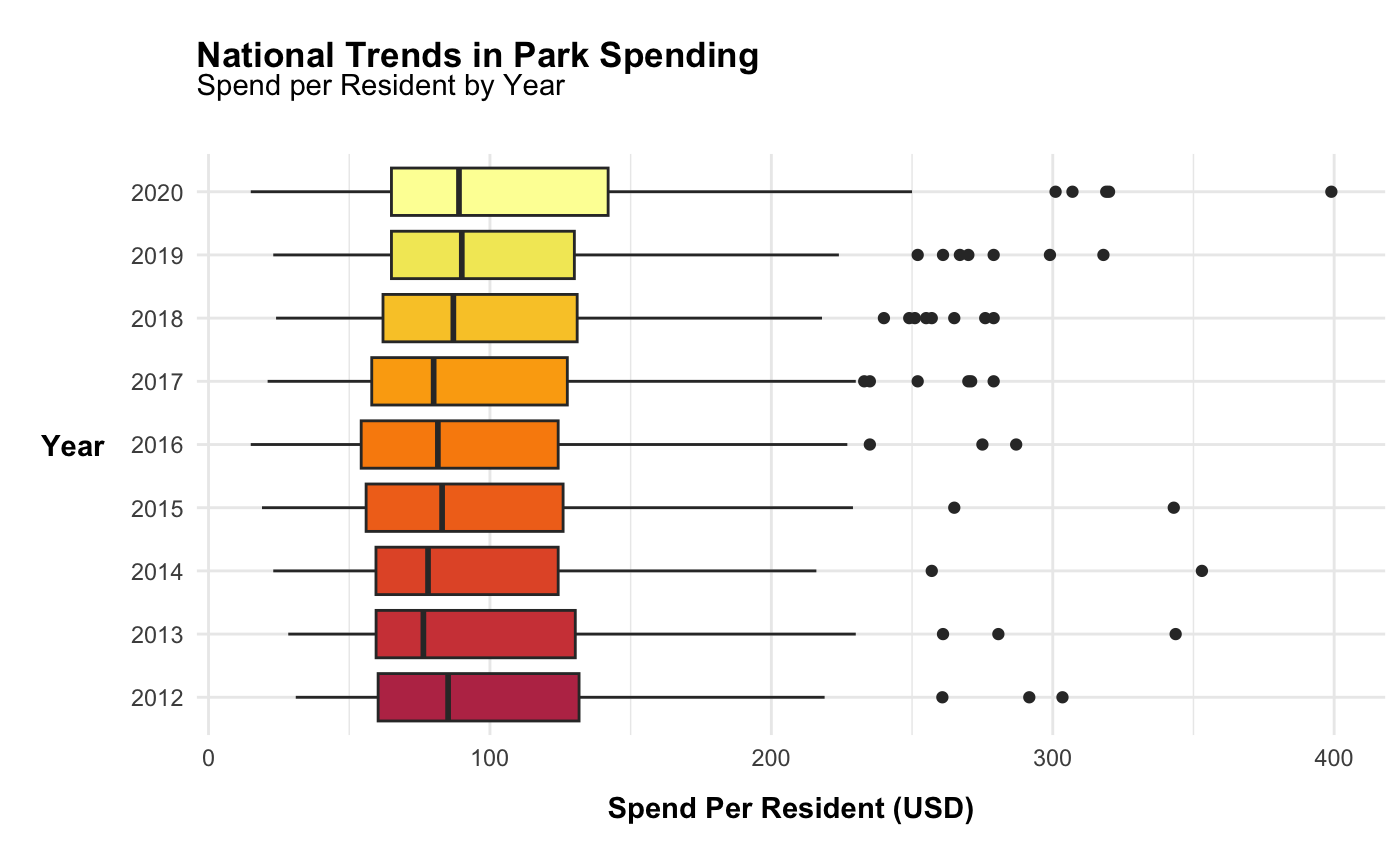 National Trends in Park Spending
Spend per Resident by Year
2020
2019
2018
2017
Year 2016
2015
2014
2013
2012
0 100 200 300 400
Spend Per Resident (USD)